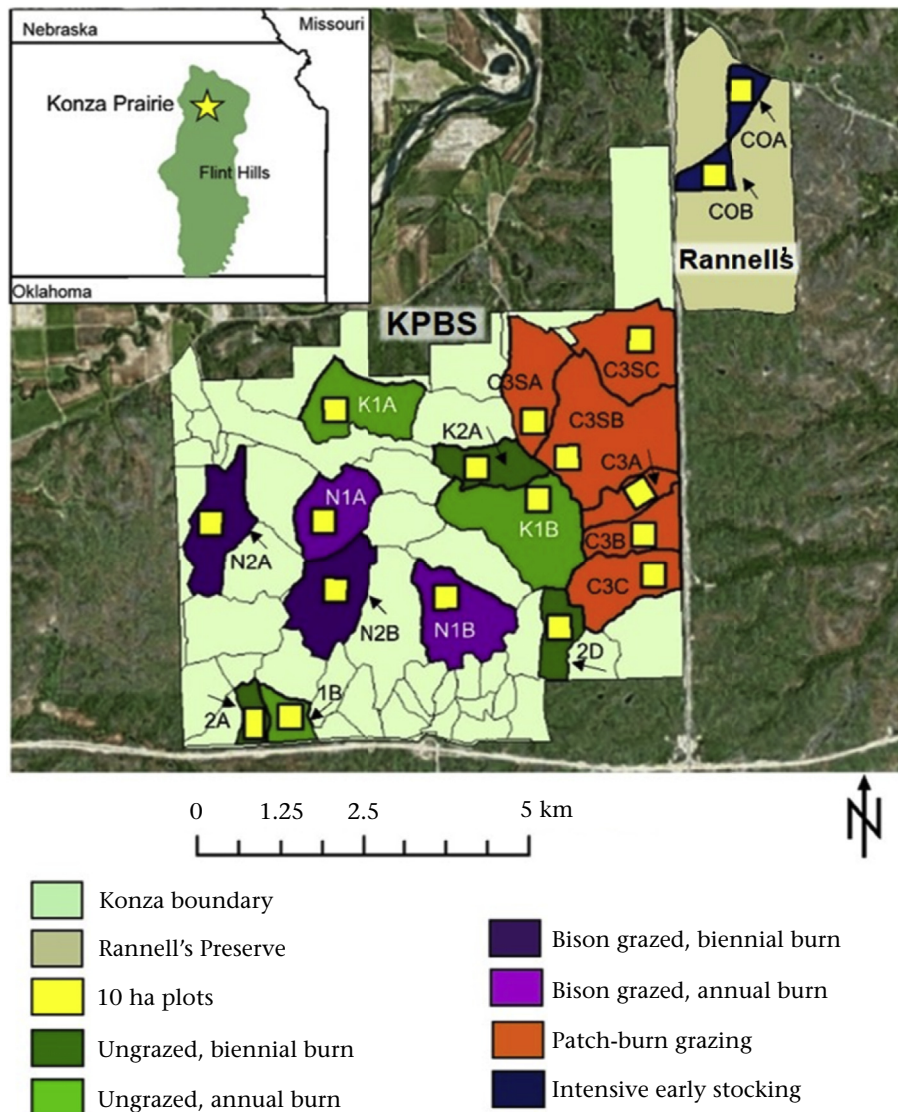 Nebraska
Missouri
Konza Prairie
Flint Hills
Oklahoma
COA
COB
Rannell's
KPBS
C3SA
C3SC
K1A
C3SB
K2A
C3A
N1A
K1B
C3B
N2A
C3C
N2B
N1B
2D
2A
1B
0 1.25 2.5 5 km
N
Konza boundary
Rannell's Preserve
10 ha plots
Ungrazed, biennial burn
Ungrazed, annual burn
Bison grazed, biennial burn
Bison grazed, annual burn
Patch-burn grazing
Intensive early stocking